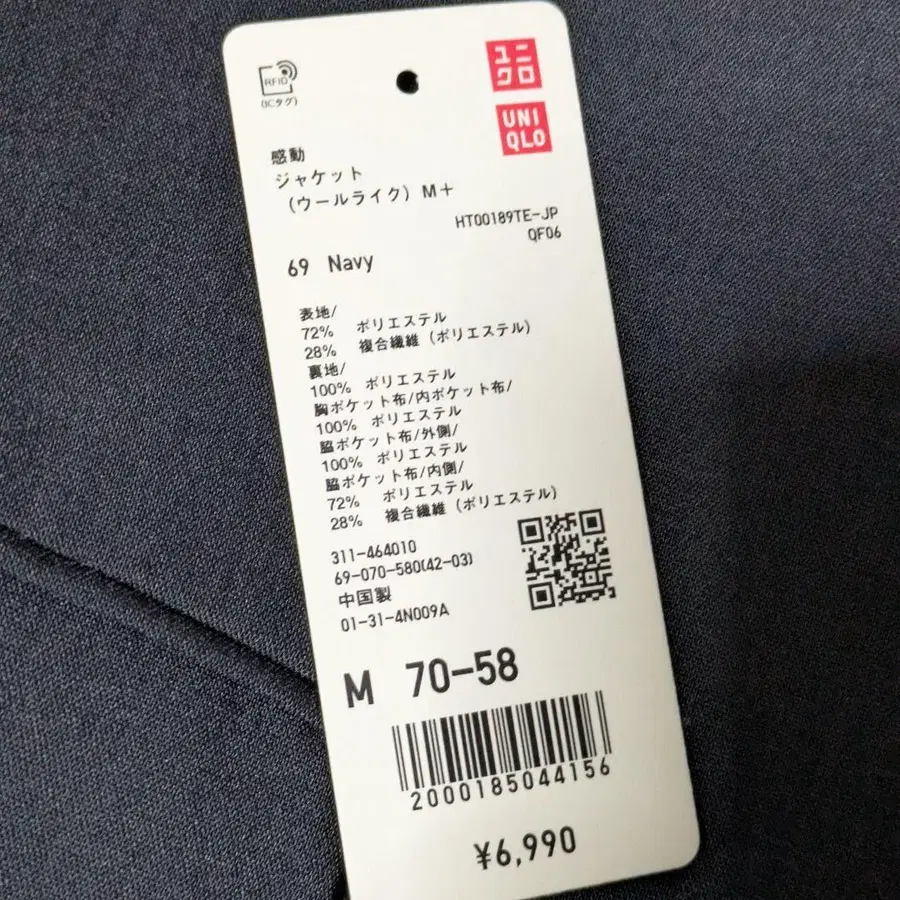 RFID
(ICタグ)
ユニ
クロ
UNI
QLO
感動
ジャケット
(ウールライク) M+
HT00189TE-JP
QF06
69 Navy
表地/
72% ポリエステル
28% 複合繊維 (ポリエステル)
裏地/
100% ポリエステル
胸ポケット布/内ポケット布/
100% ポリエステル
脇ポケット布/外側/
100% ポリエステル
脇ポケット布/内側/
72% ポリエステル
28% 複合繊維 (ポリエステル)
311-464010
69-070-580(42-03)
中国製
01-31-4N009A
M 70-58
2000185044156
¥6,990